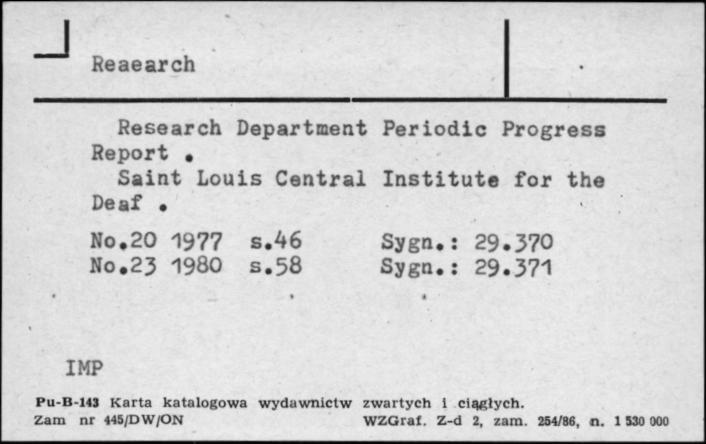 Reaearch
Research Department Periodic Progress
Report .
Saint Louis Central Institute for the
Deaf .
No.20 1977 s.46 Sygn.: 29.370
No.23 1980 s.58 Sygn.: 29.371
IMP
Pu-B-143 Karta katalogowa wydawnictw zwartych i ciągłych.
Zam nr 445/DW/ON WZGraf. Z-d 2, zam. 254/86, n. 1 530 000